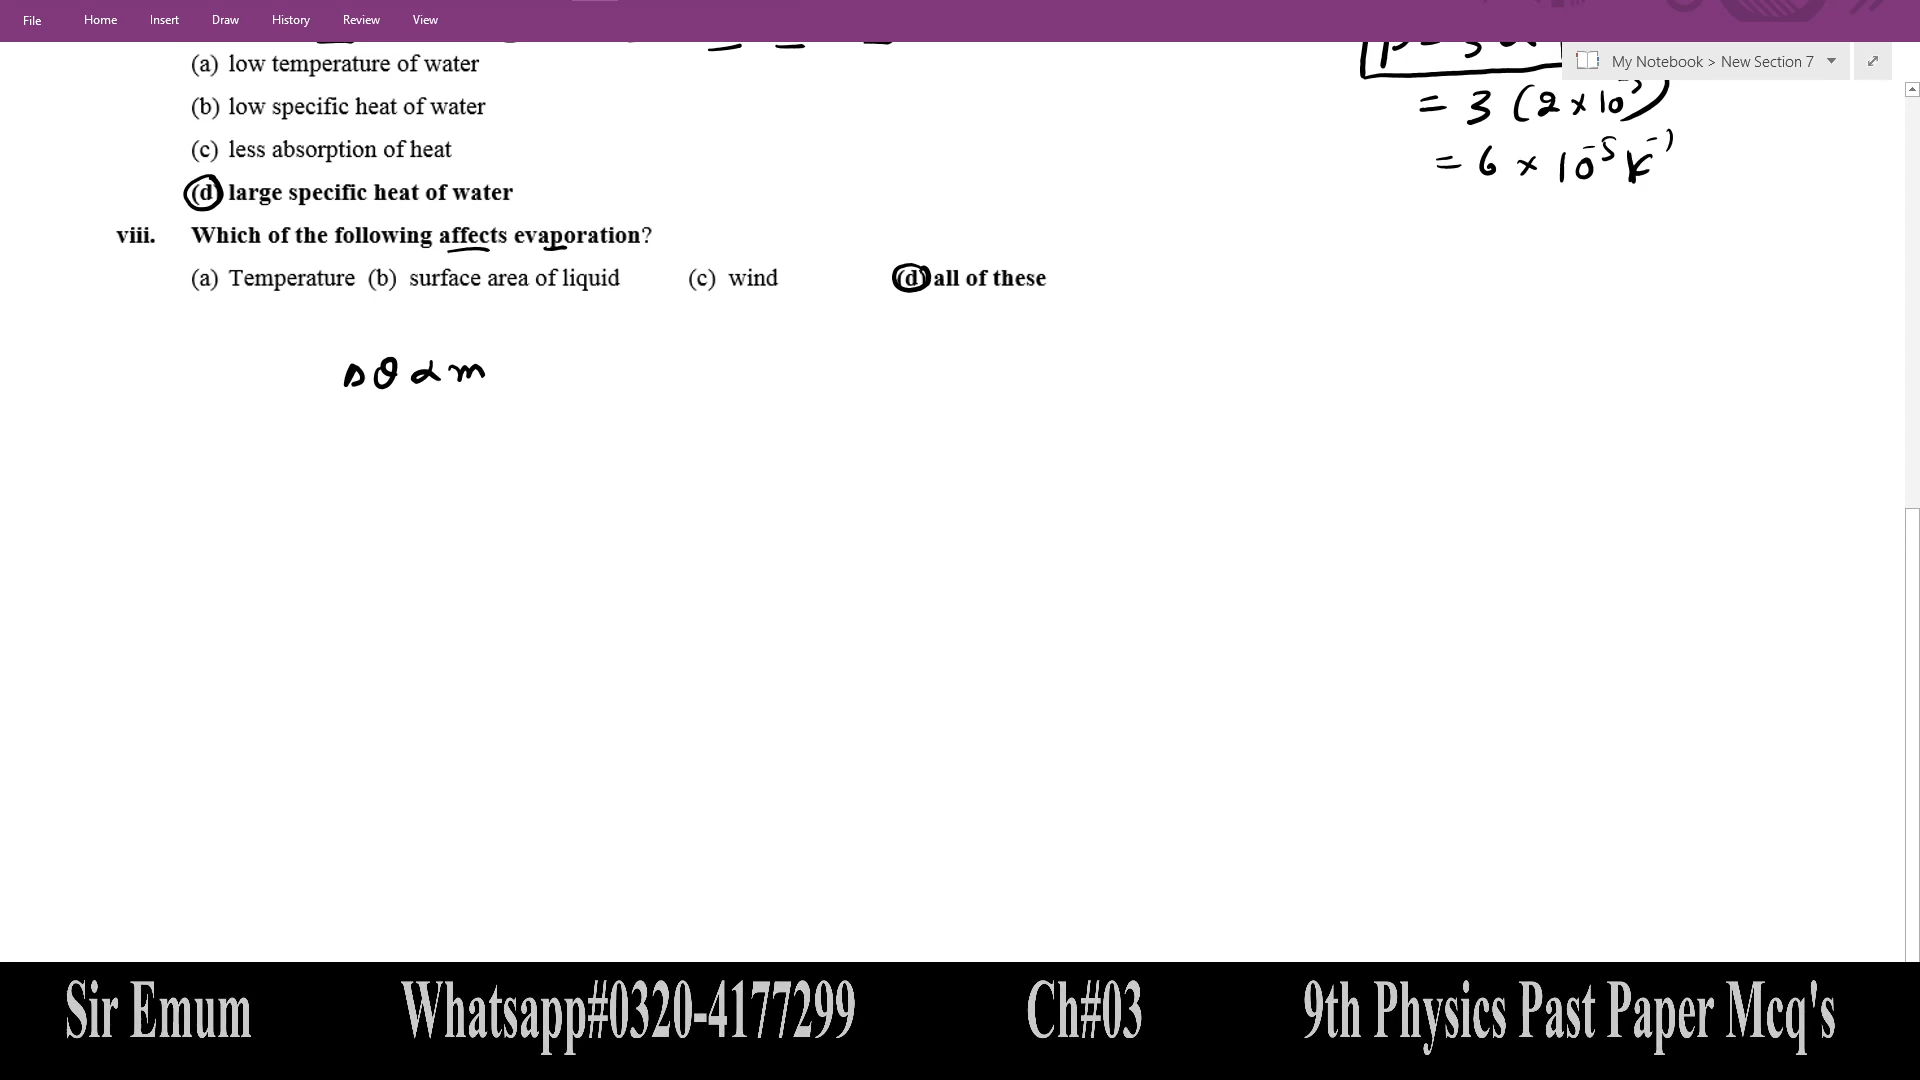 File Home Insert Draw History Review View
My Notebook > New Section 7
(a) low temperature of water
= 3 (2 × 10
(b) low specific heat of water
(c) less absorption of heat
= 6 × 10⁻⁵ K⁻¹
(d) large specific heat of water
viii. Which of the following affects evaporation?
(a) Temperature (b) surface area of liquid (c) wind (d) all of these
Δθ α m
Sir Emum Whatsapp#0320-4177299 Ch#03 9th Physics Past Paper Mcq's